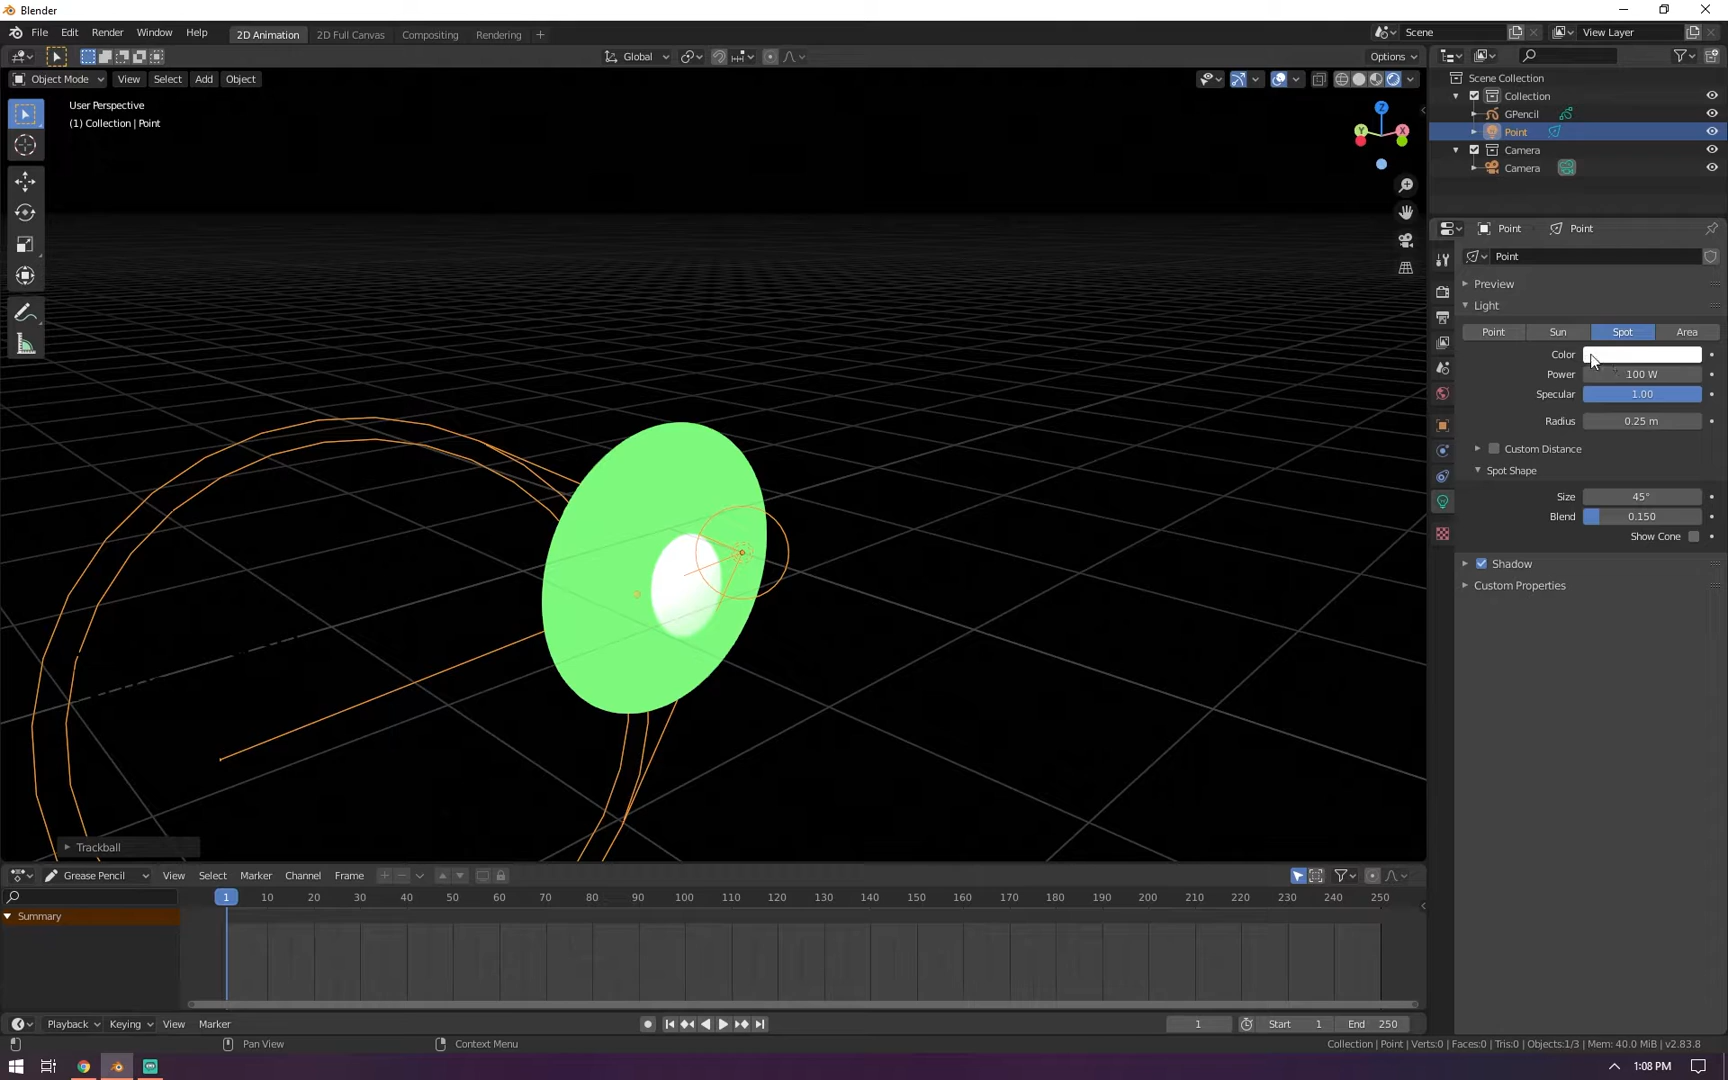 Blender
File Edit Render Window Help 2D Animation 2D Full Canvas Compositing Rendering + Scene View Layer
Global Options
Object Mode View Select Add Object
User Perspective
(1) Collection | Point
Z
Y X
Scene Collection
Collection
GPencil
Point
Camera
Camera
Point Point
Point
Preview
Light
Point Sun Spot Area
Color
Power 100 W
Specular 1.00
Radius 0.25 m
Custom Distance
Spot Shape
Size 45°
Blend 0.150
Show Cone
Shadow
Custom Properties
Trackball
Grease Pencil View Select Marker Channel Frame
1 10 20 30 40 50 60 70 80 90 100 110 120 130 140 150 160 170 180 190 200 210 220 230 240 250
Summary
Playback Keying View Marker 1 Start 1 End 250
Pan View Context Menu Collection | Point | Verts:0 | Faces:0 | Tris:0 | Objects:1/3 | Mem: 40.0 MiB | v2.83.8
1:08 PM